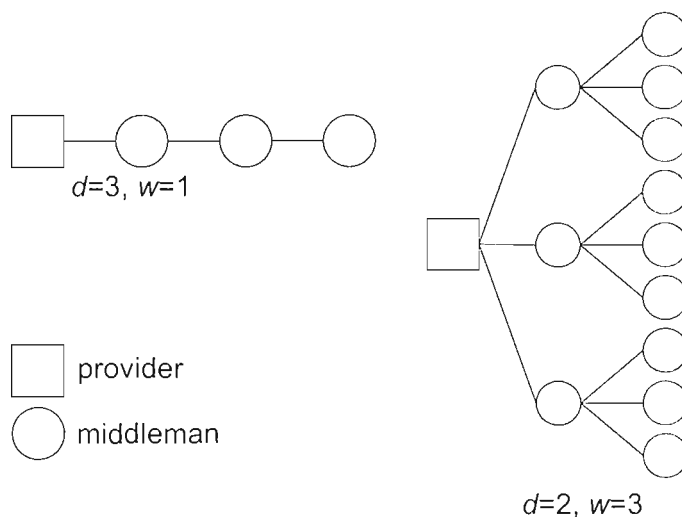 d=3, w=1
provider
middleman
d=2, w=3